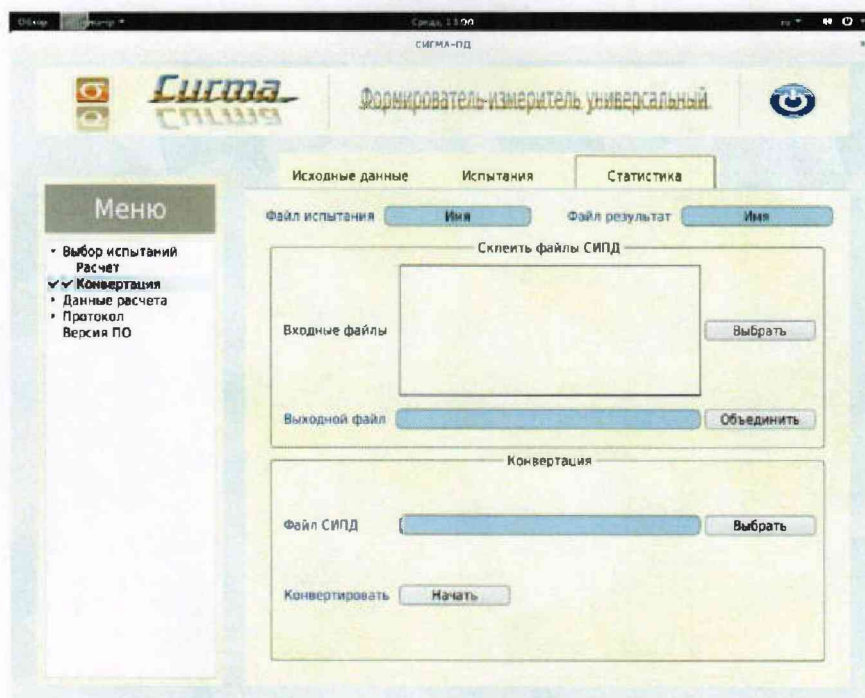 Обзор
Среда, 13:00
ru
СИГМА-ПД
Сигма
Формирователь-измеритель универсальный
Исходные данные Испытания Статистика
Меню
Файл испытания Имя Файл результат Имя
Выбор испытаний
Расчет
Конвертация
Данные расчета
Протокол
Версия ПО
Склеить файлы СИПД
Входные файлы Выбрать
Выходной файл Объединить
Конвертация
Файл СИПД Выбрать
Конвертировать Начать